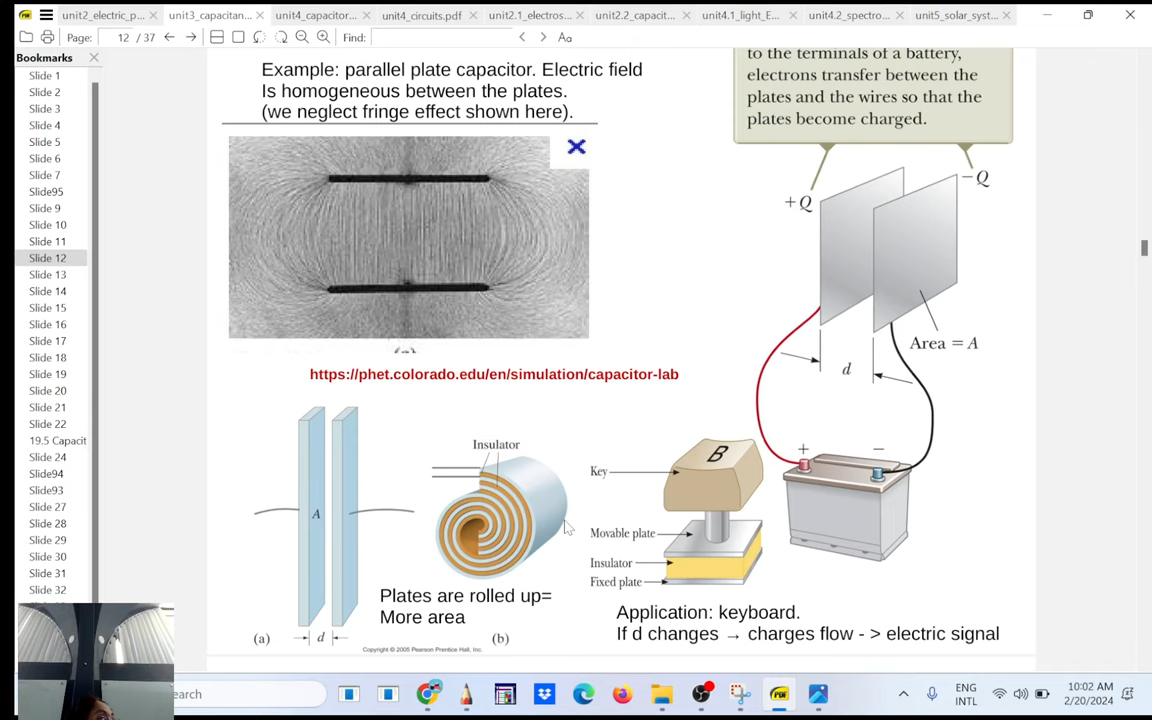 unit2_electric_p...
unit3_capacitan...
unit4_capacitor...
unit4_circuits.pdf
unit2.1_electros...
unit2.2_capacit...
unit4.1_light_E...
unit4.2_spectro...
unit5_solar_syst...
Page:
12 / 37
Find:
Aa
Bookmarks
Slide 1
Slide 2
Slide 3
Slide 4
Slide 5
Slide 6
Slide 7
Slide95
Slide 9
Slide 10
Slide 11
Slide 12
Slide 13
Slide 14
Slide 15
Slide 16
Slide 17
Slide 18
Slide 19
Slide 20
Slide 21
Slide 22
19.5 Capacit
Slide 24
Slide94
Slide93
Slide 27
Slide 28
Slide 29
Slide 30
Slide 31
Slide 32
Example: parallel plate capacitor. Electric field
Is homogeneous between the plates.
(we neglect fringe effect shown here).
to the terminals of a battery,
electrons transfer between the
plates and the wires so that the
plates become charged.
+Q
−Q
Area = A
d
+
−
https://phet.colorado.edu/en/simulation/capacitor-lab
A
d
(a)
Insulator
Plates are rolled up=
More area
(b)
Copyright © 2005 Pearson Prentice Hall, Inc.
B
Key
Movable plate
Insulator
Fixed plate
Application: keyboard.
If d changes → charges flow - > electric signal
earch
PDF
ENG
INTL
10:02 AM
2/20/2024